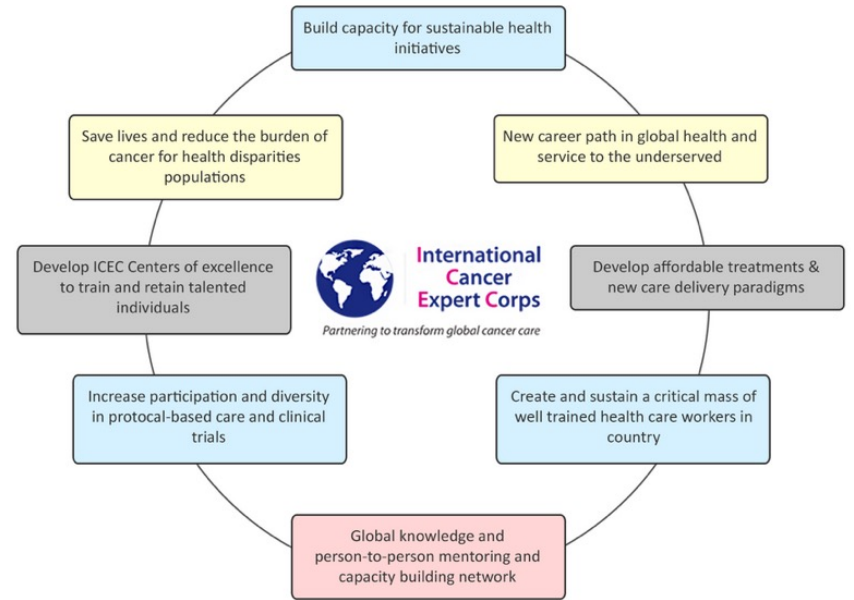 Build capacity for sustainable health
initiatives
Save lives and reduce the burden of
cancer for health disparities
populations
New career path in global health and
service to the underserved
Develop ICEC Centers of excellence
to train and retain talented
individuals
International
Cancer
Expert Corps
Partnering to transform global cancer care
Develop affordable treatments &
new care delivery paradigms
Increase participation and diversity
in protocal-based care and clinical
trials
Create and sustain a critical mass of
well trained health care workers in
country
Global knowledge and
person-to-person mentoring and
capacity building network